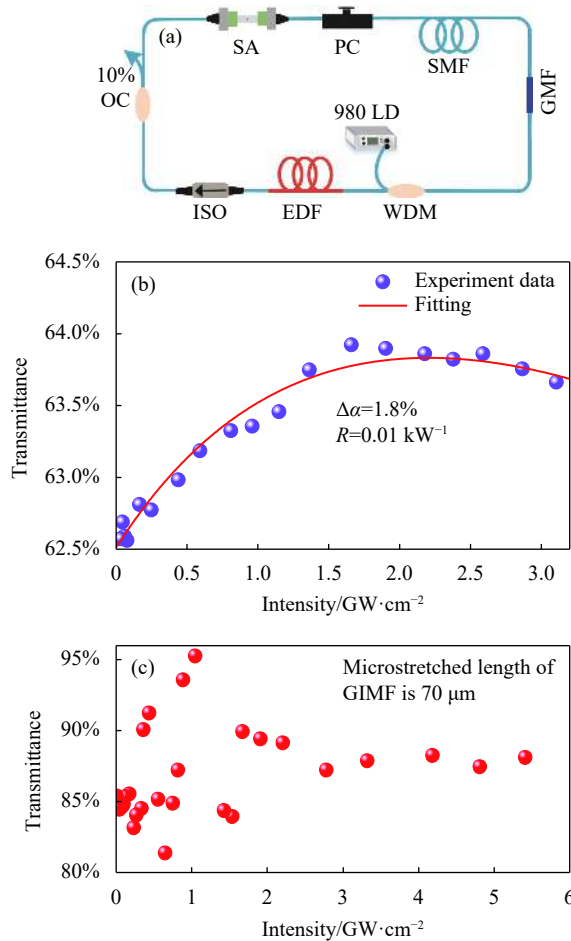 (a)
SA
PC
SMF
GMF
10%
OC
980 LD
ISO
EDF
WDM
(b)
64.5%
64.0%
63.5%
63.0%
62.5%
Transmittance
Experiment data
Fitting
Δα=1.8%
R=0.01 kW⁻¹
0
0.5
1.0
1.5
2.0
2.5
3.0
Intensity/GW·cm⁻²
(c)
95%
90%
85%
80%
Transmittance
Microstretched length of
GIMF is 70 μm
0
1
2
3
4
5
6
Intensity/GW·cm⁻²